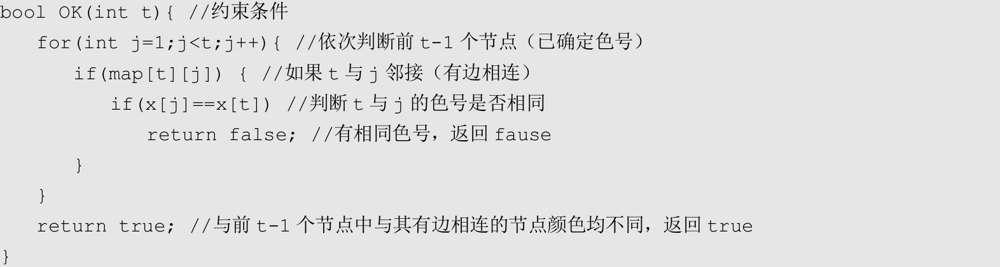 bool OK(int t){ //约束条件
for(int j=1;j<t;j++){ //依次判断前 t-1 个节点（已确定色号）
if(map[t][j]) { //如果 t 与 j 邻接（有边相连）
if(x[j]==x[t]) //判断 t 与 j 的色号是否相同
return false; //有相同色号，返回 fause
}
}
return true; //与前 t-1 个节点中与其有边相连的节点颜色均不同，返回 true
}